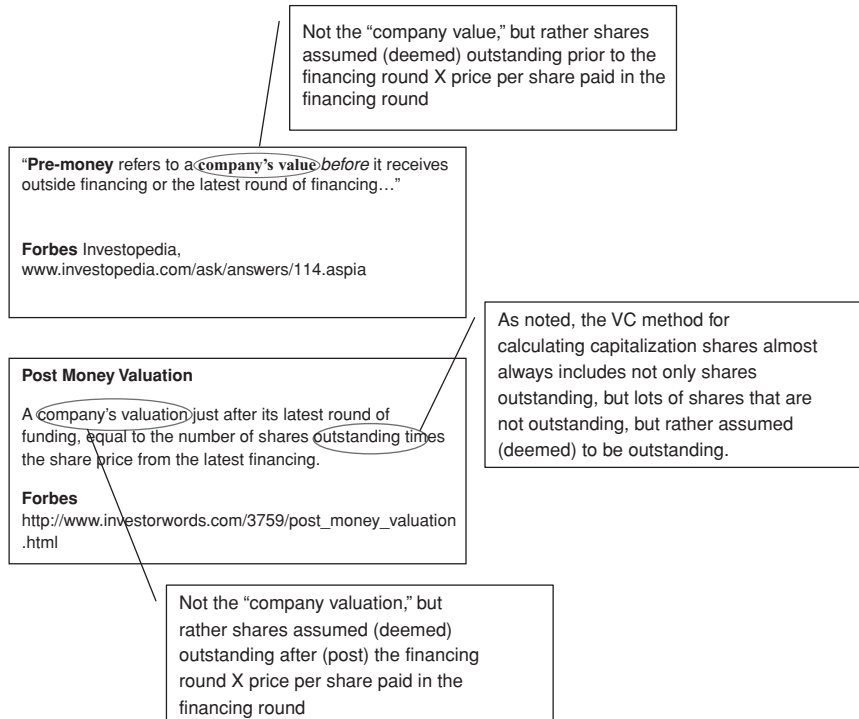 Not the “company value,” but rather shares
assumed (deemed) outstanding prior to the
financing round X price per share paid in the
financing round
“Pre-money refers to a company’s value before it receives
outside financing or the latest round of financing…”
Forbes Investopedia,
www.investopedia.com/ask/answers/114.aspia
As noted, the VC method for
calculating capitalization shares almost
always includes not only shares
outstanding, but lots of shares that are
not outstanding, but rather assumed
(deemed) to be outstanding.
Post Money Valuation
A company’s valuation just after its latest round of
funding, equal to the number of shares outstanding times
the share price from the latest financing.
Forbes
http://www.investorwords.com/3759/post_money_valuation
.html
Not the “company valuation,” but
rather shares assumed (deemed)
outstanding after (post) the financing
round X price per share paid in the
financing round